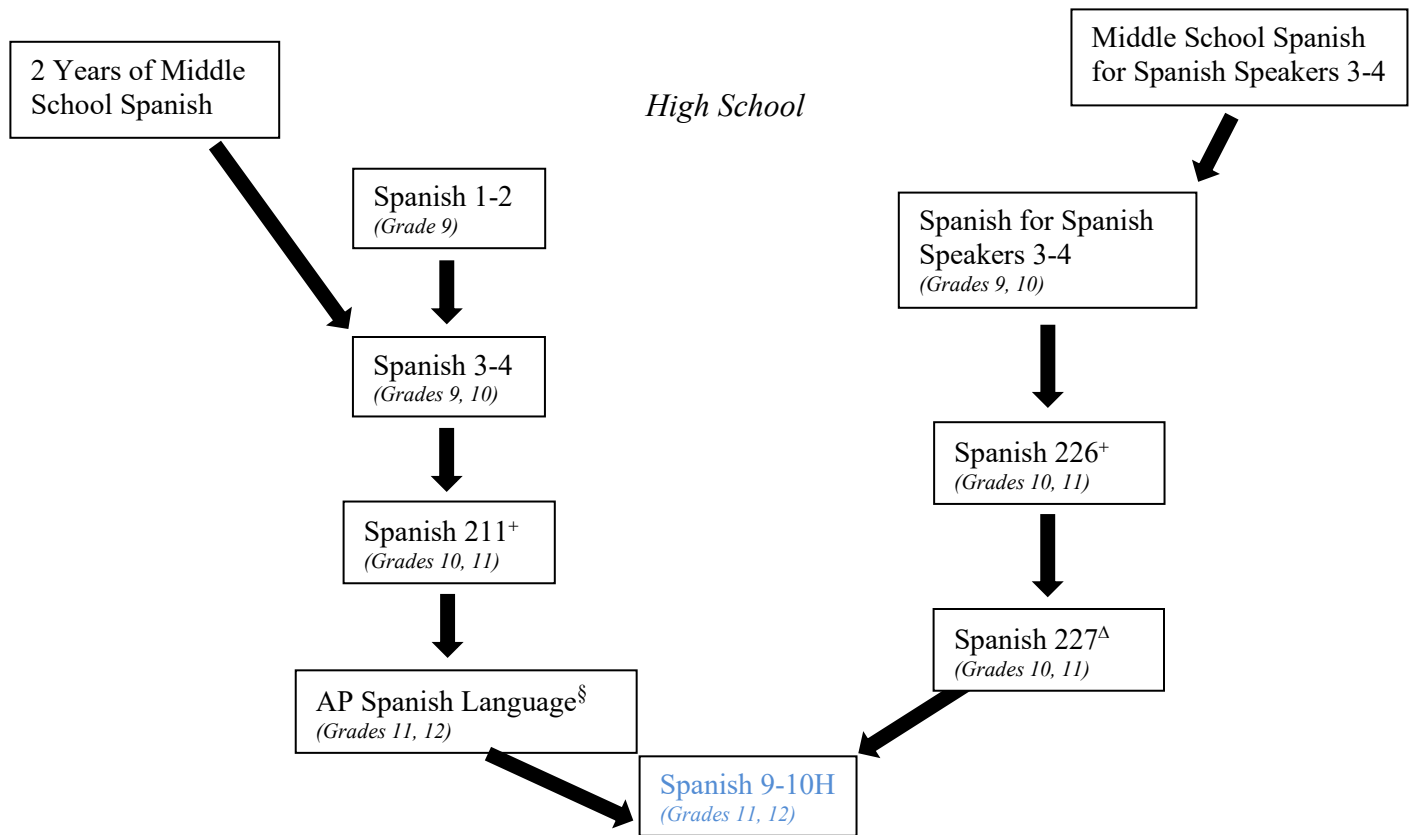 2 Years of Middle
School Spanish
High School
Middle School Spanish
for Spanish Speakers 3-4
Spanish 1-2
(Grade 9)
Spanish for Spanish
Speakers 3-4
(Grades 9, 10)
Spanish 3-4
(Grades 9, 10)
Spanish 226⁺
(Grades 10, 11)
Spanish 211⁺
(Grades 10, 11)
Spanish 227^Δ
(Grades 10, 11)
AP Spanish Language^§
(Grades 11, 12)
Spanish 9-10H
(Grades 11, 12)